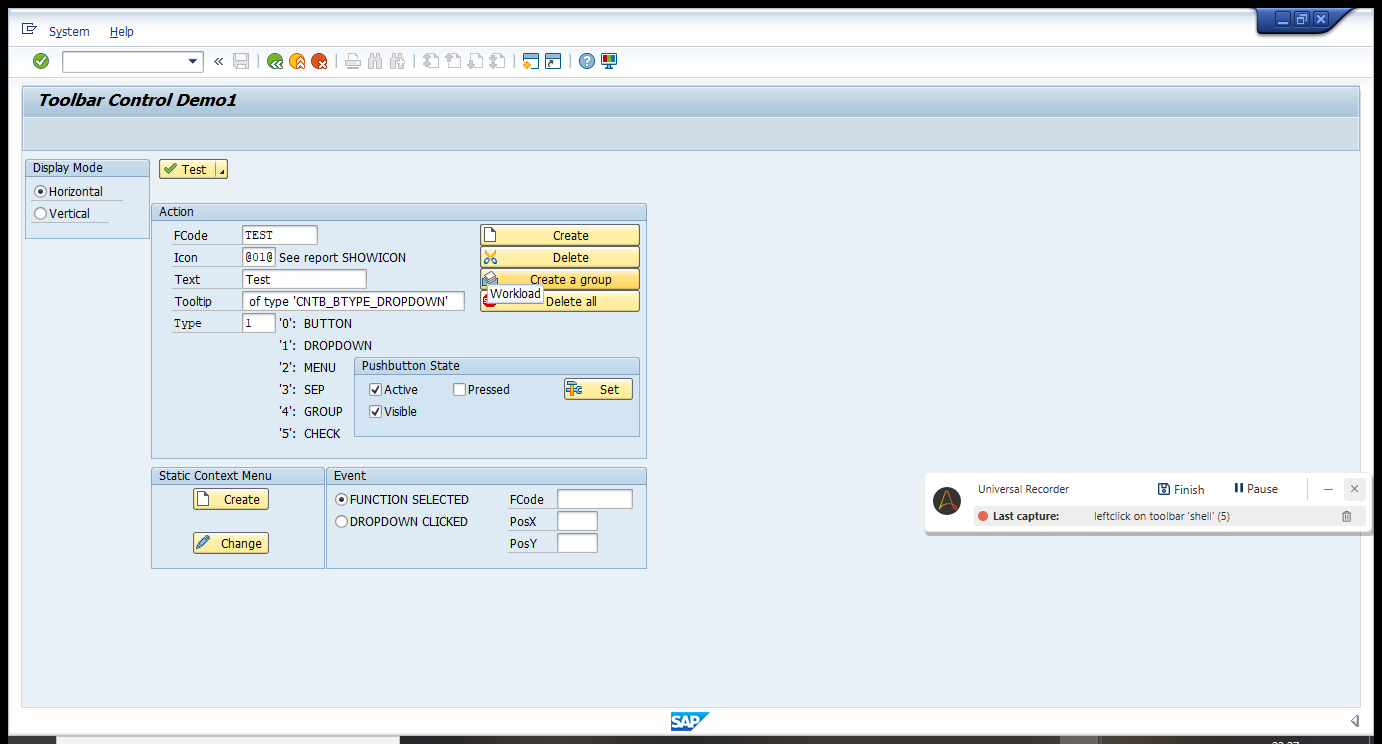 System Help
«
Toolbar Control Demo1
Display Mode
Horizontal
Vertical
Test
Action
FCode TEST
Icon @01@ See report SHOWICON
Text Test
Tooltip of type 'CNTB_BTYPE_DROPDOWN'
Type 1 '0': BUTTON
'1': DROPDOWN
'2': MENU
'3': SEP
'4': GROUP
'5': CHECK
Create
Delete
Create a group
Workload
Delete all
Pushbutton State
Active Pressed Set
Visible
Static Context Menu
Create
Change
Event
FUNCTION SELECTED FCode
DROPDOWN CLICKED PosX
PosY
Universal Recorder Finish Pause
Last capture: leftclick on toolbar 'shell' (5)
SAP